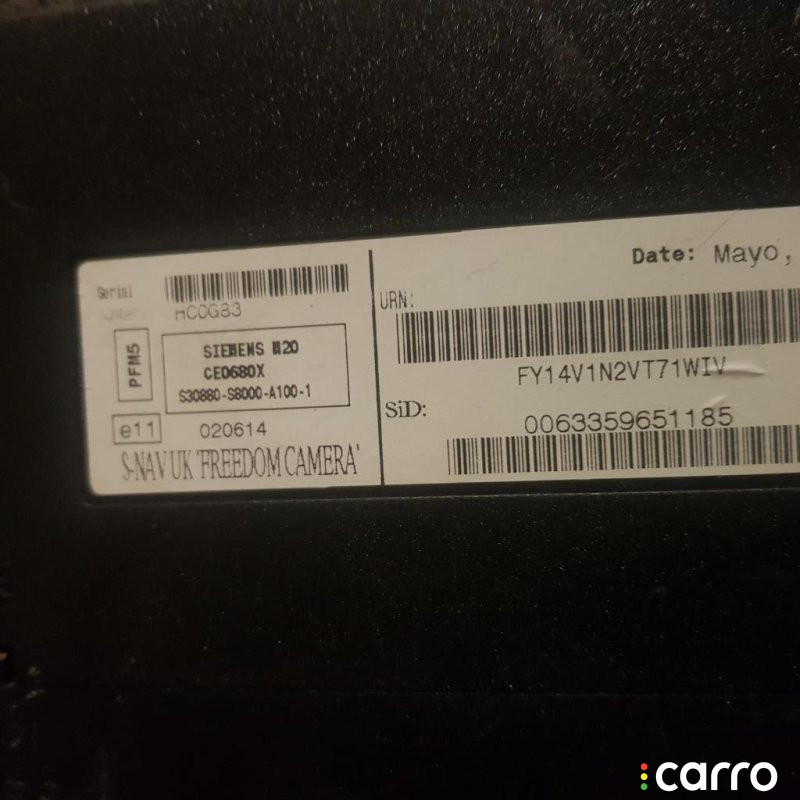 Serial
HC0G83
PFM5
SIEMENS M20
CE0680X
S30880-S8000-A100-1
e11
020614
S-NAV UK 'FREEDOM CAMERA'
Date: Mayo,
URN:
FY14V1N2VT71WIV
SiD:
0063359651185
carro